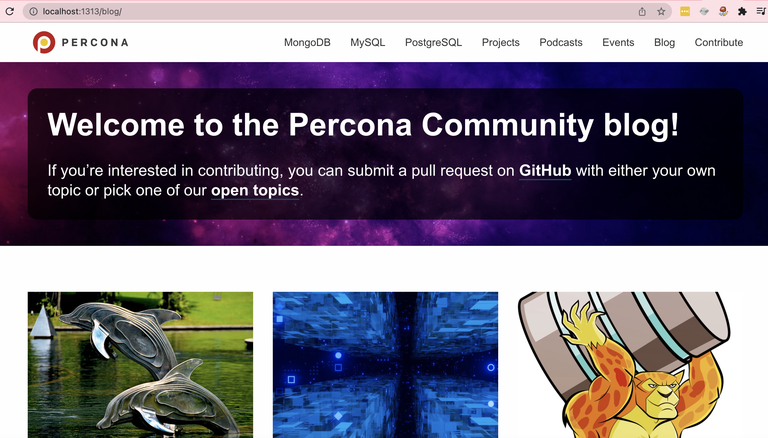 localhost:1313/blog/
PERCONA
MongoDB MySQL PostgreSQL Projects Podcasts Events Blog Contribute
Welcome to the Percona Community blog!
If you’re interested in contributing, you can submit a pull request on GitHub with either your own
topic or pick one of our open topics.